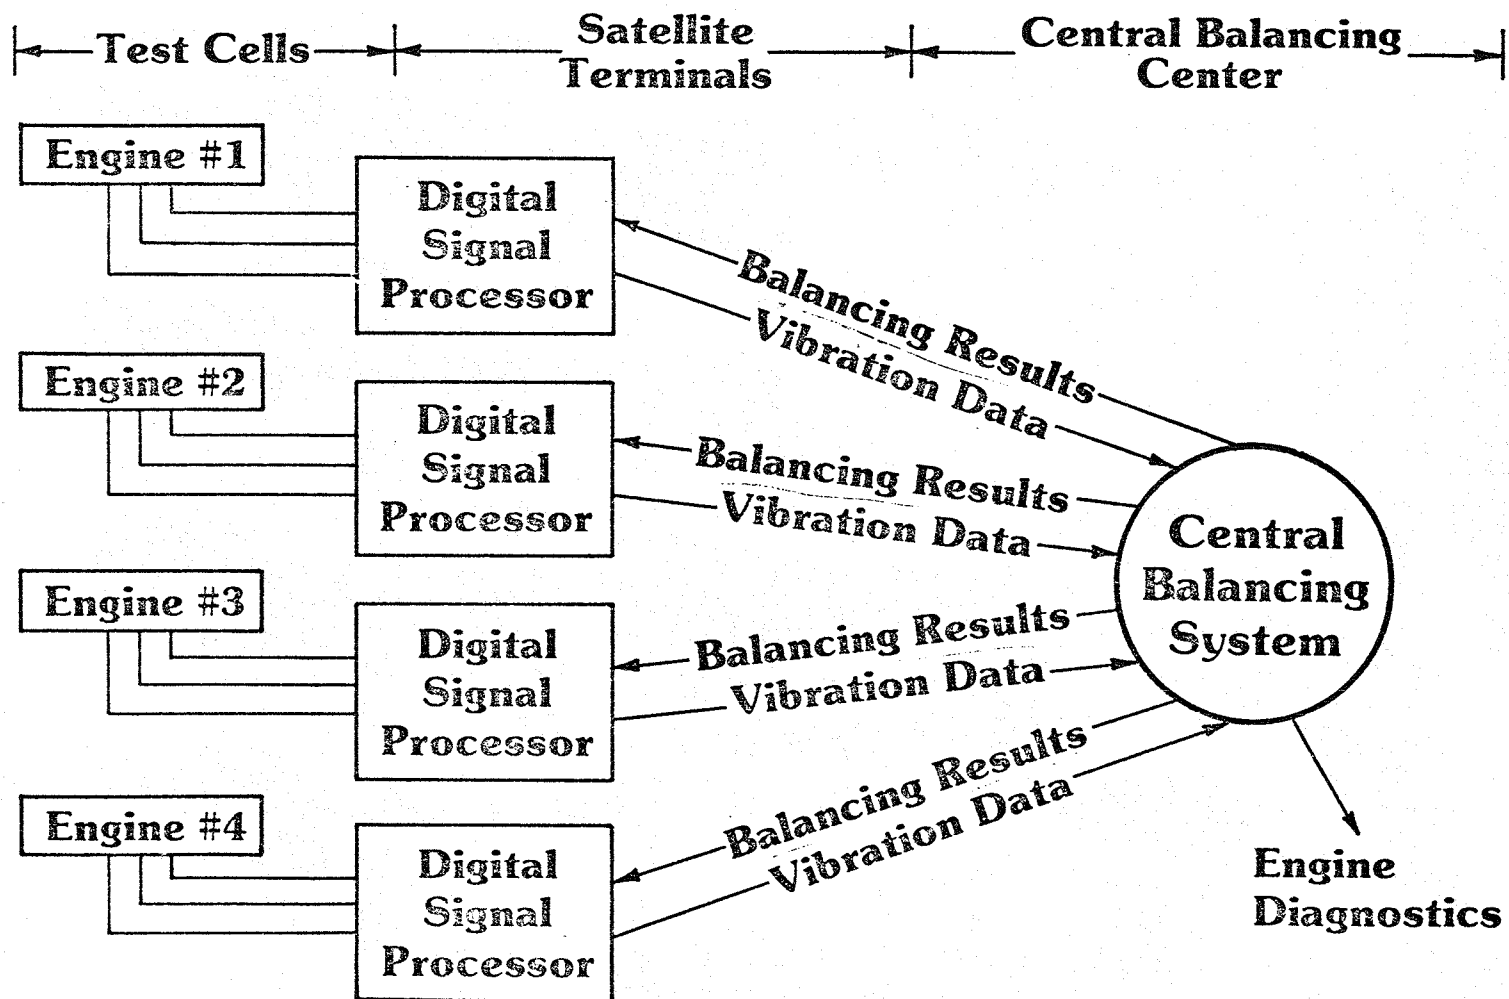 Test Cells
Satellite
Terminals
Central Balancing
Center
Engine #1
Digital
Signal
Processor
Balancing Results
Vibration Data
Engine #2
Digital
Signal
Processor
Balancing Results
Vibration Data
Engine #3
Digital
Signal
Processor
Balancing Results
Vibration Data
Engine #4
Digital
Signal
Processor
Balancing Results
Vibration Data
Central
Balancing
System
Engine
Diagnostics